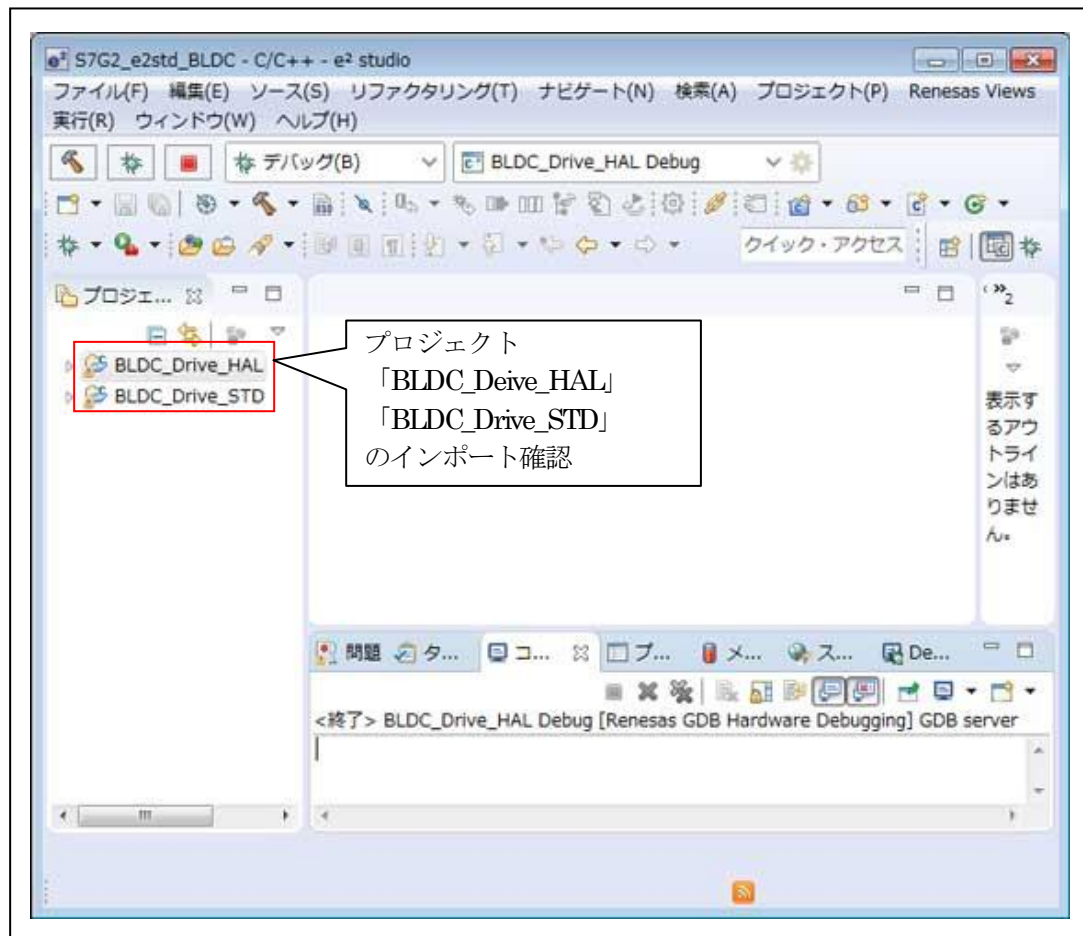 S7G2_e2std_BLDC - C/C++ - e² studio
ファイル(F) 編集(E) ソース(S) リファクタリング(T) ナビゲート(N) 検索(A) プロジェクト(P) Renesas Views
実行(R) ウィンドウ(W) ヘルプ(H)
デバッグ(B) BLDC_Drive_HAL Debug
クイック・アクセス
プロジェ...
2
BLDC_Drive_HAL
BLDC_Drive_STD
プロジェクト
「BLDC_Deive_HAL」
「BLDC_Drive_STD」
のインポート確認
表示す
るアウ
トライ
ンはあ
りませ
ん。
問題 タ... コ... プ... メ... ス... De...
<終了> BLDC_Drive_HAL Debug [Renesas GDB Hardware Debugging] GDB server